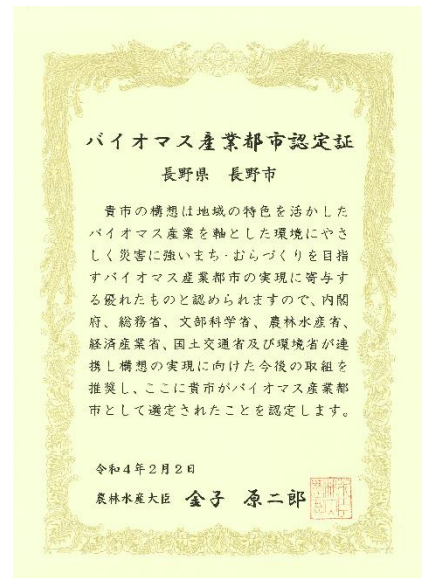 バイオマス産業都市認定証
長野県　長野市
　貴市の構想は地域の特色を活かした
バイオマス産業を軸とした環境にやさ
しく災害に強いまち・むらづくりを目指
すバイオマス産業都市の実現に寄与す
る優れたものと認められますので、内閣
府、総務省、文部科学省、農林水産省、
経済産業省、国土交通省及び環境省が連
携し構想の実現に向けた今後の取組を
推奨し、ここに貴市がバイオマス産業都
市として選定されたことを認定します。
令和４年２月２日
農林水産大臣　金子　原二郎